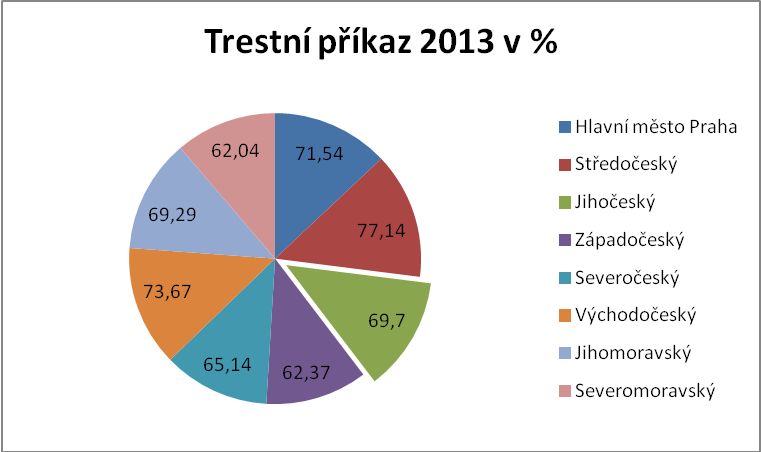 Trestní příkaz 2013 v %
71,54
77,14
69,7
62,37
65,14
73,67
69,29
62,04
Hlavní město Praha
Středočeský
Jihočeský
Západočeský
Severočeský
Východočeský
Jihomoravský
Severomoravský